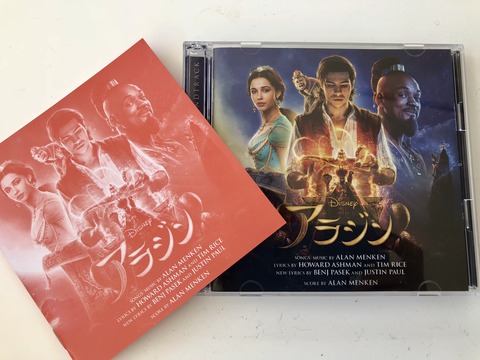 Disney
アラジン
SONGS' MUSIC BY ALAN MENKEN
LYRICS BY HOWARD ASHMAN AND TIM RICE
NEW LYRICS BY BENJ PASEK AND JUSTIN PAUL
SCORE BY ALAN MENKEN
Disney
アラジン
SONGS' MUSIC BY ALAN MENKEN
LYRICS BY HOWARD ASHMAN AND TIM RICE
NEW LYRICS BY BENJ PASEK AND JUSTIN PAUL
SCORE BY ALAN MENKEN